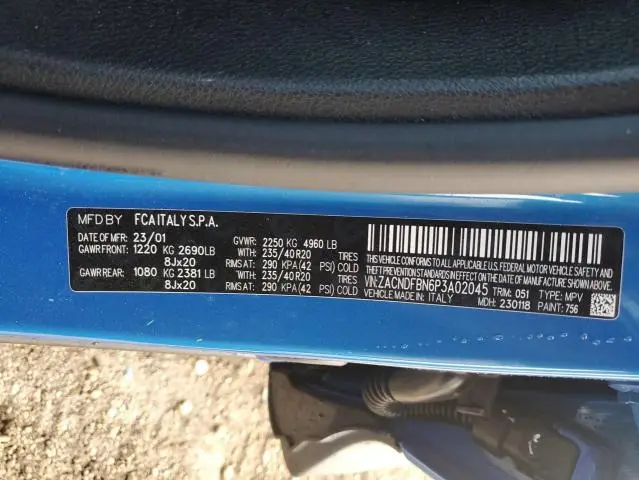 MFD BY FCA ITALY S.P.A.
DATE OF MFR 23/01 GVWR: 2250 KG 4960 LB
GAWR FRONT: 1220 KG 2690LB WITH: 235/40R20 TIRES
8Jx20 RIMS AT: 290 KPA(42 PSI) COLD
GAWR REAR: 1080 KG 2381 LB WITH: 235/40R20 TIRES
8Jx20 RIMS AT: 290 KPA(42 PSI) COLD
THIS VEHICLE CONFORMS TO ALL APPLICABLE U.S. FEDERAL MOTOR VEHICLE SAFETY AND
THEFT PREVENTION STANDARDS IN EFFECT ON THE DATE OF MANUFACTURE SHOWN ABOVE
VIN: ZACNDFBN6P3A02045 TRIM: 051 TYPE: MPV
VEHICLE MADE IN: ITALY MDH: 230118 PAINT: 756